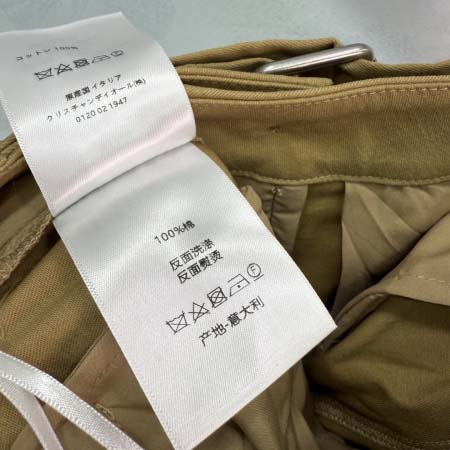 コットン 100%
原産国イタリア
クリスチャンディオール(株)
0120 02 1947
100%棉
反面洗涤
反面熨烫
产地-意大利